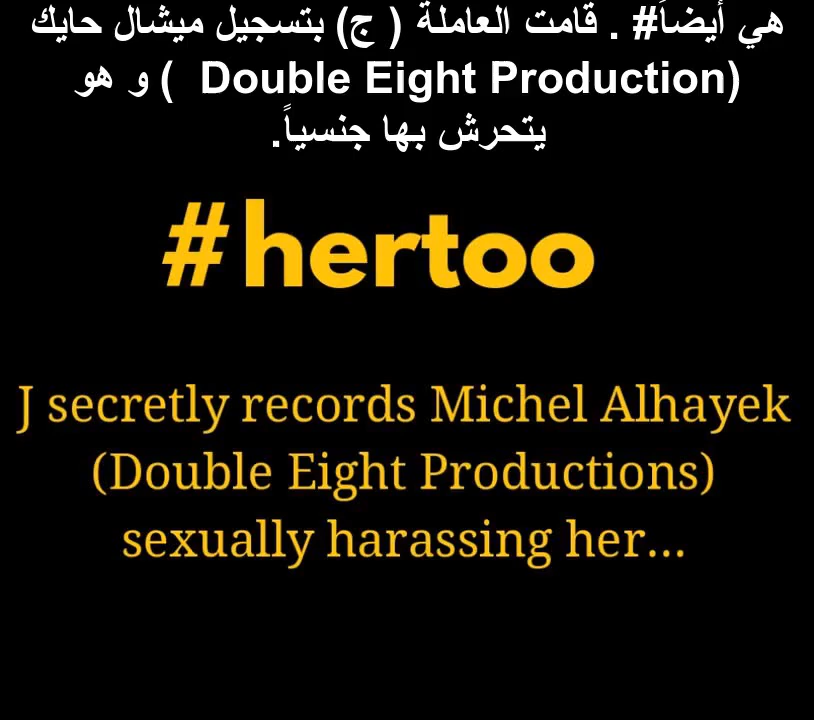 هي أيضاً# . قامت العاملة ( ج) بتسجيل ميشال حايك
(Double Eight Production ) و هو
يتحرش بها جنسياً.
#hertoo
J secretly records Michel Alhayek
(Double Eight Productions)
sexually harassing her...